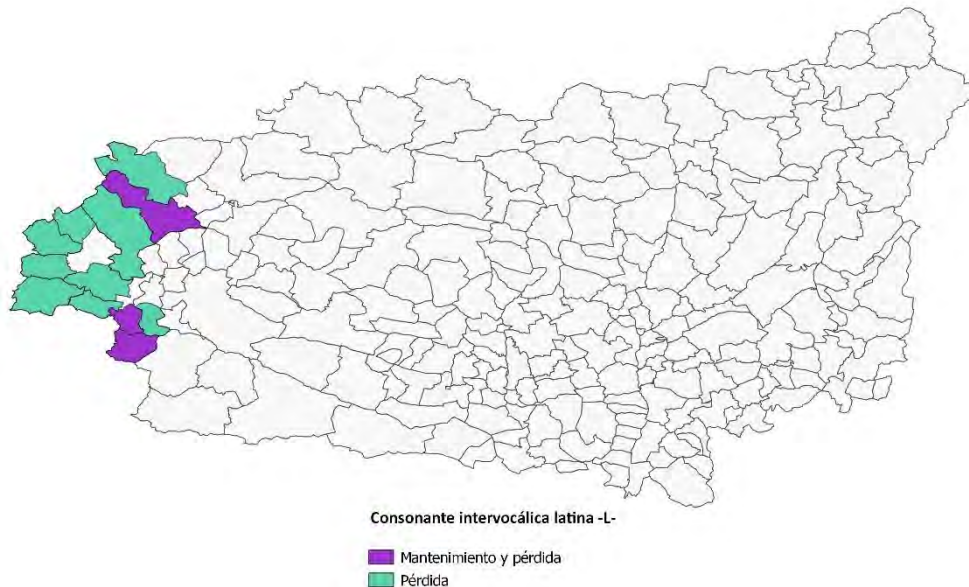 Consonante intervocálica latina -L-
Mantenimiento y pérdida
Pérdida